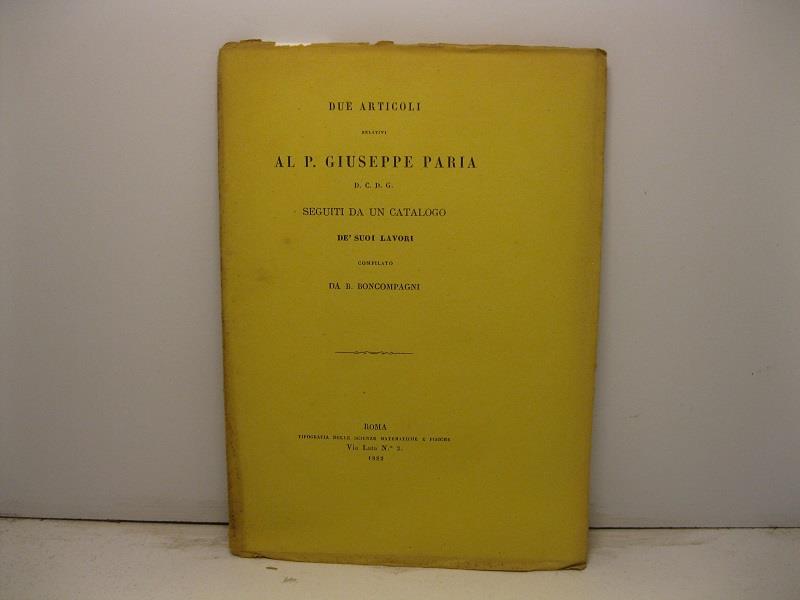 DUE ARTICOLI
RELATIVI
AL P. GIUSEPPE PARIA
D. C. D. G.
SEGUITI DA UN CATALOGO
DE' SUOI LAVORI
COMPILATO
DA B. BONCOMPAGNI
ROMA
TIPOGRAFIA DELLE SCIENZE MATEMATICHE E FISICHE
Via Lata N.º 3.
1882